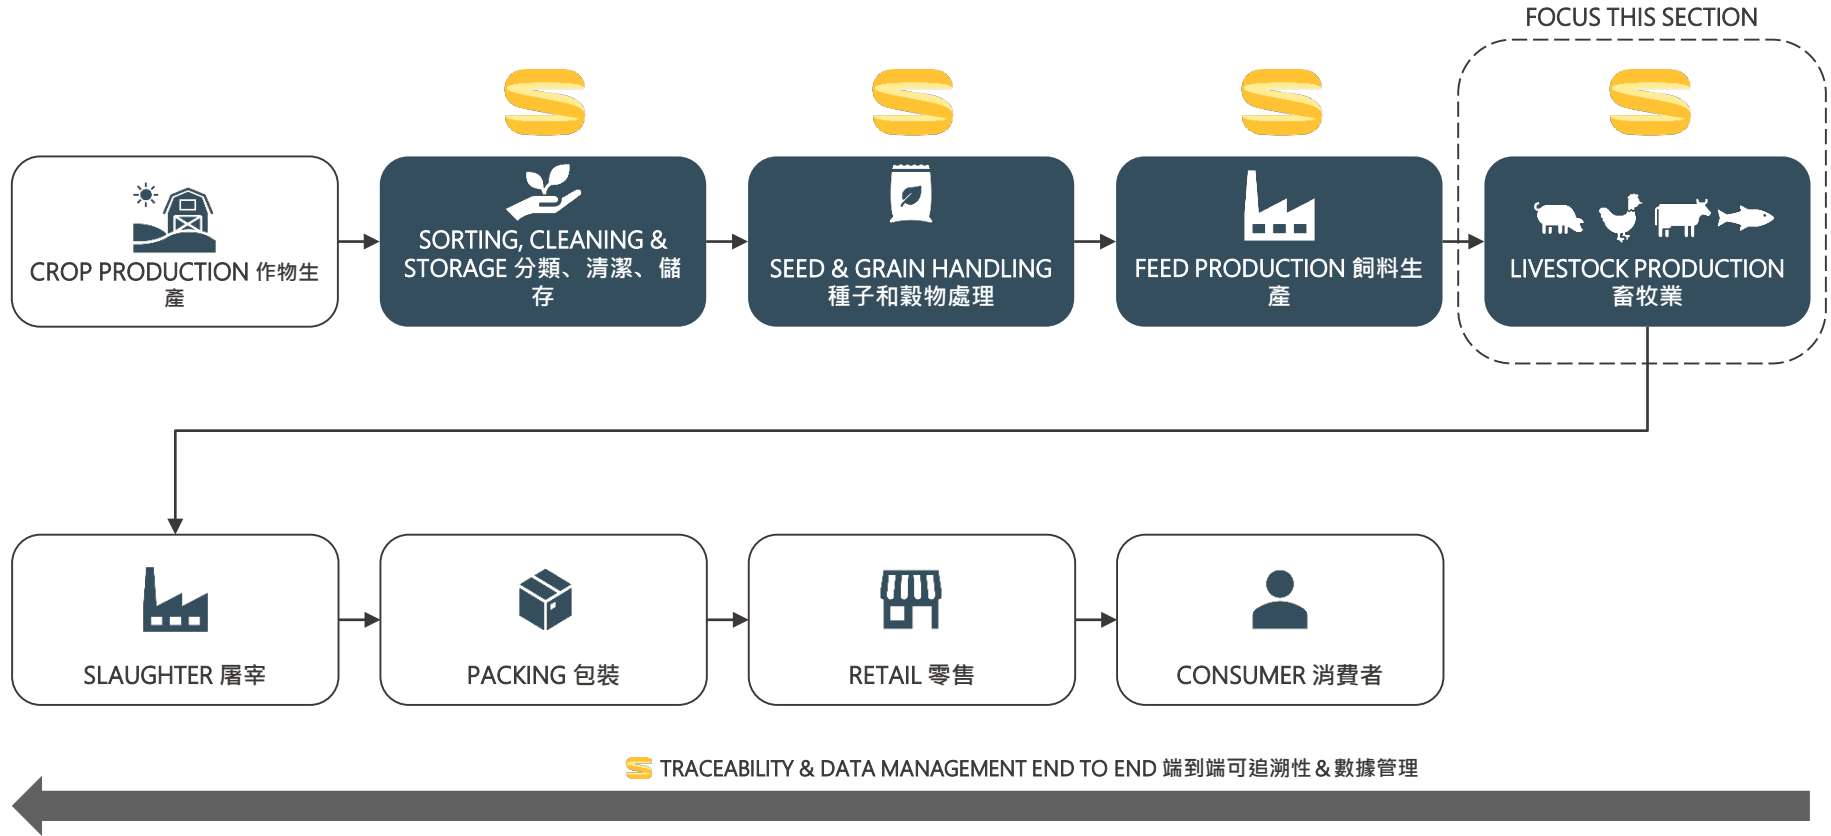 FOCUS THIS SECTION
CROP PRODUCTION 作物生
產
SORTING, CLEANING &
STORAGE 分類、清潔、儲
存
SEED & GRAIN HANDLING
種子和穀物處理
FEED PRODUCTION 飼料生
產
LIVESTOCK PRODUCTION
畜牧業
SLAUGHTER 屠宰
PACKING 包裝
RETAIL 零售
CONSUMER 消費者
TRACEABILITY & DATA MANAGEMENT END TO END 端到端可追溯性＆數據管理